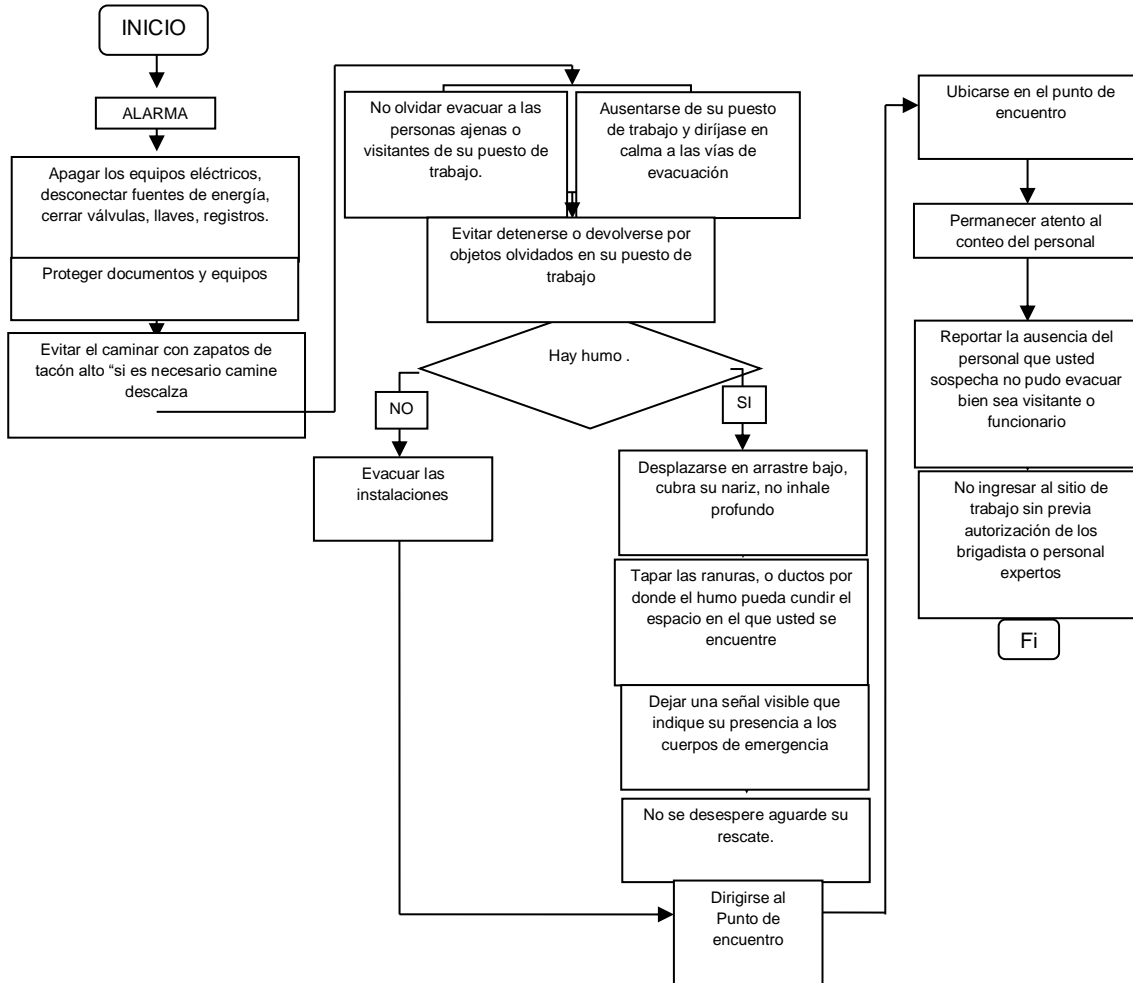 INICIO
ALARMA
Apagar los equipos eléctricos,
desconectar fuentes de energía,
cerrar válvulas, llaves, registros.
Proteger documentos y equipos
Evitar el caminar con zapatos de
tacón alto “si es necesario camine
descalza
No olvidar evacuar a las
personas ajenas o
visitantes de su puesto de
trabajo.
Ausentarse de su puesto
de trabajo y diríjase en
calma a las vías de
evacuación
Evitar detenerse o devolverse por
objetos olvidados en su puesto de
trabajo
Hay humo .
NO
SI
Evacuar las
instalaciones
Desplazarse en arrastre bajo,
cubra su nariz, no inhale
profundo
Tapar las ranuras, o ductos por
donde el humo pueda cundir el
espacio en el que usted se
encuentre
Dejar una señal visible que
indique su presencia a los
cuerpos de emergencia
No se desespere aguarde su
rescate.
Dirigirse al
Punto de
encuentro
Ubicarse en el punto de
encuentro
Permanecer atento al
conteo del personal
Reportar la ausencia del
personal que usted
sospecha no pudo evacuar
bien sea visitante o
funcionario
No ingresar al sitio de
trabajo sin previa
autorización de los
brigadista o personal
expertos
Fi